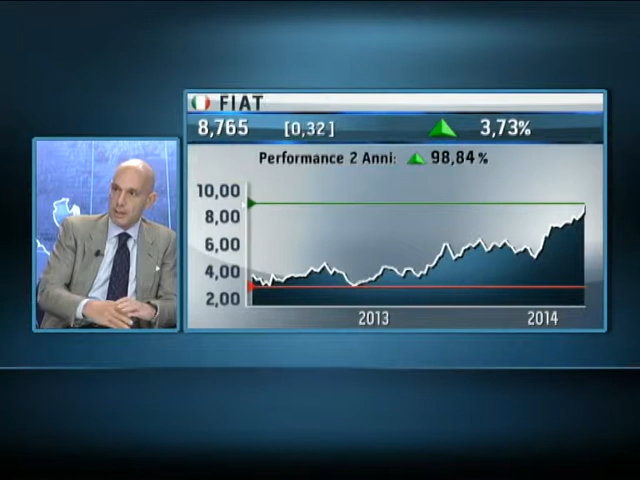 FIAT
8,765 [0,32] 3,73%
Performance 2 Anni: 98,84%
10,00
8,00
6,00
4,00
2,00
2013 2014